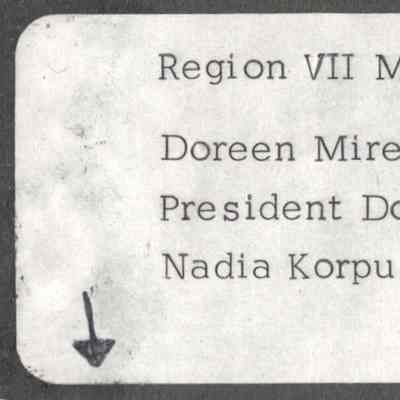 Region VII M
Doreen Mire
President Do
Nadia Korpu